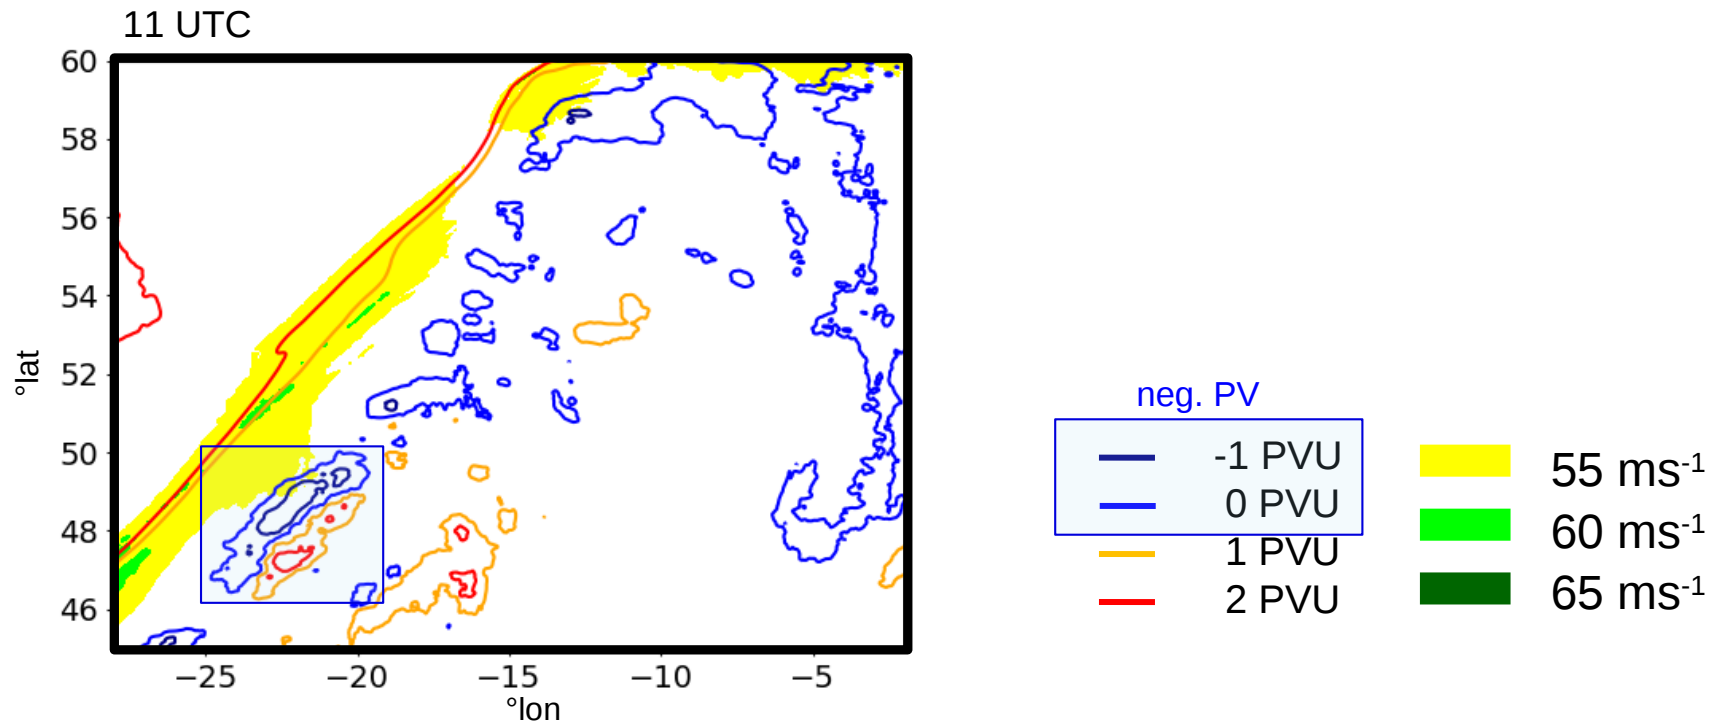 11 UTC
60
58
56
54
52
50
48
46
°lat
−25
−20
−15
−10
−5
°lon
neg. PV
-1 PVU
0 PVU
1 PVU
2 PVU
55 ms-1
60 ms-1
65 ms-1